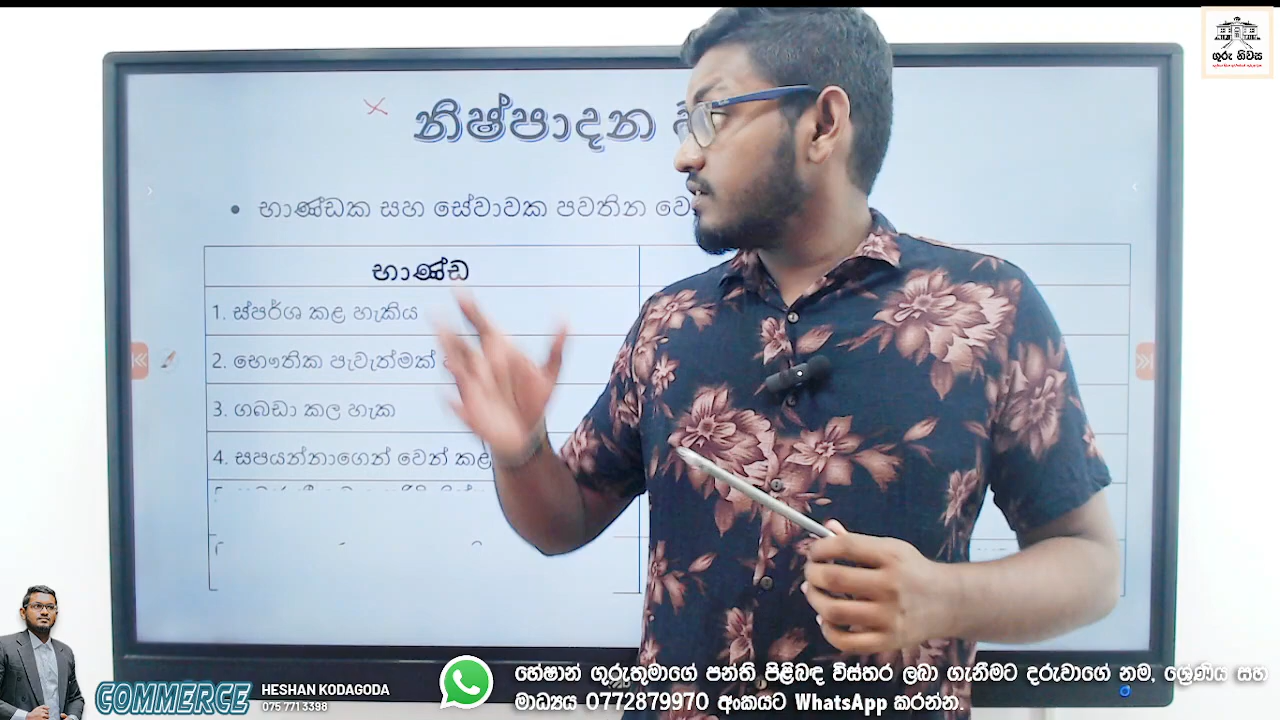 ගුරු නිවස
නිෂ්පාදන
• භාණ්ඩක සහ සේවාවක පවතින
භාණ්ඩ
1. ස්පර්ශ කළ හැකිය
2. භෞතික පැවැත්මක්
3. ගබඩා කල හැක
4. සපයන්නාගෙන් වෙන් කළ
COMMERCE
HESHAN KODAGODA
075 771 3398
හේෂාන් ගුරුතුමාගේ පන්ති පිළිබඳ විස්තර ලබා ගැනීමට දරුවාගේ නම, ශ්‍රේණිය සහ
මාධ්‍යය 0772879970 අංකයට WhatsApp කරන්න.